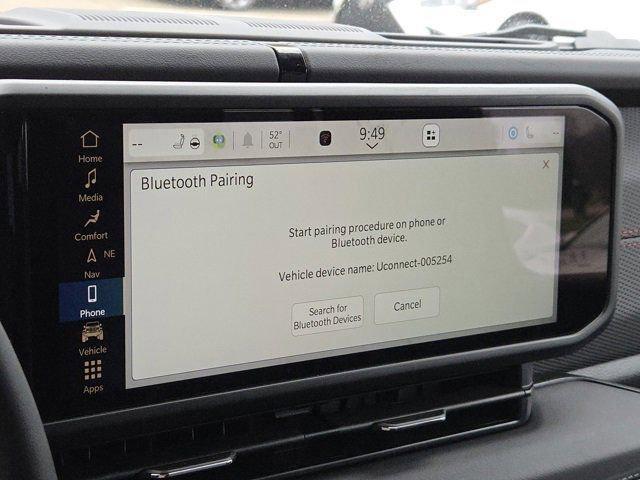 --
52°
OUT
9:49
--
Home
Media
Comfort
NE
Nav
Phone
Vehicle
Apps
Bluetooth Pairing
X
Start pairing procedure on phone or
Bluetooth device.
Vehicle device name: Uconnect-005254
Search for
Bluetooth Devices
Cancel